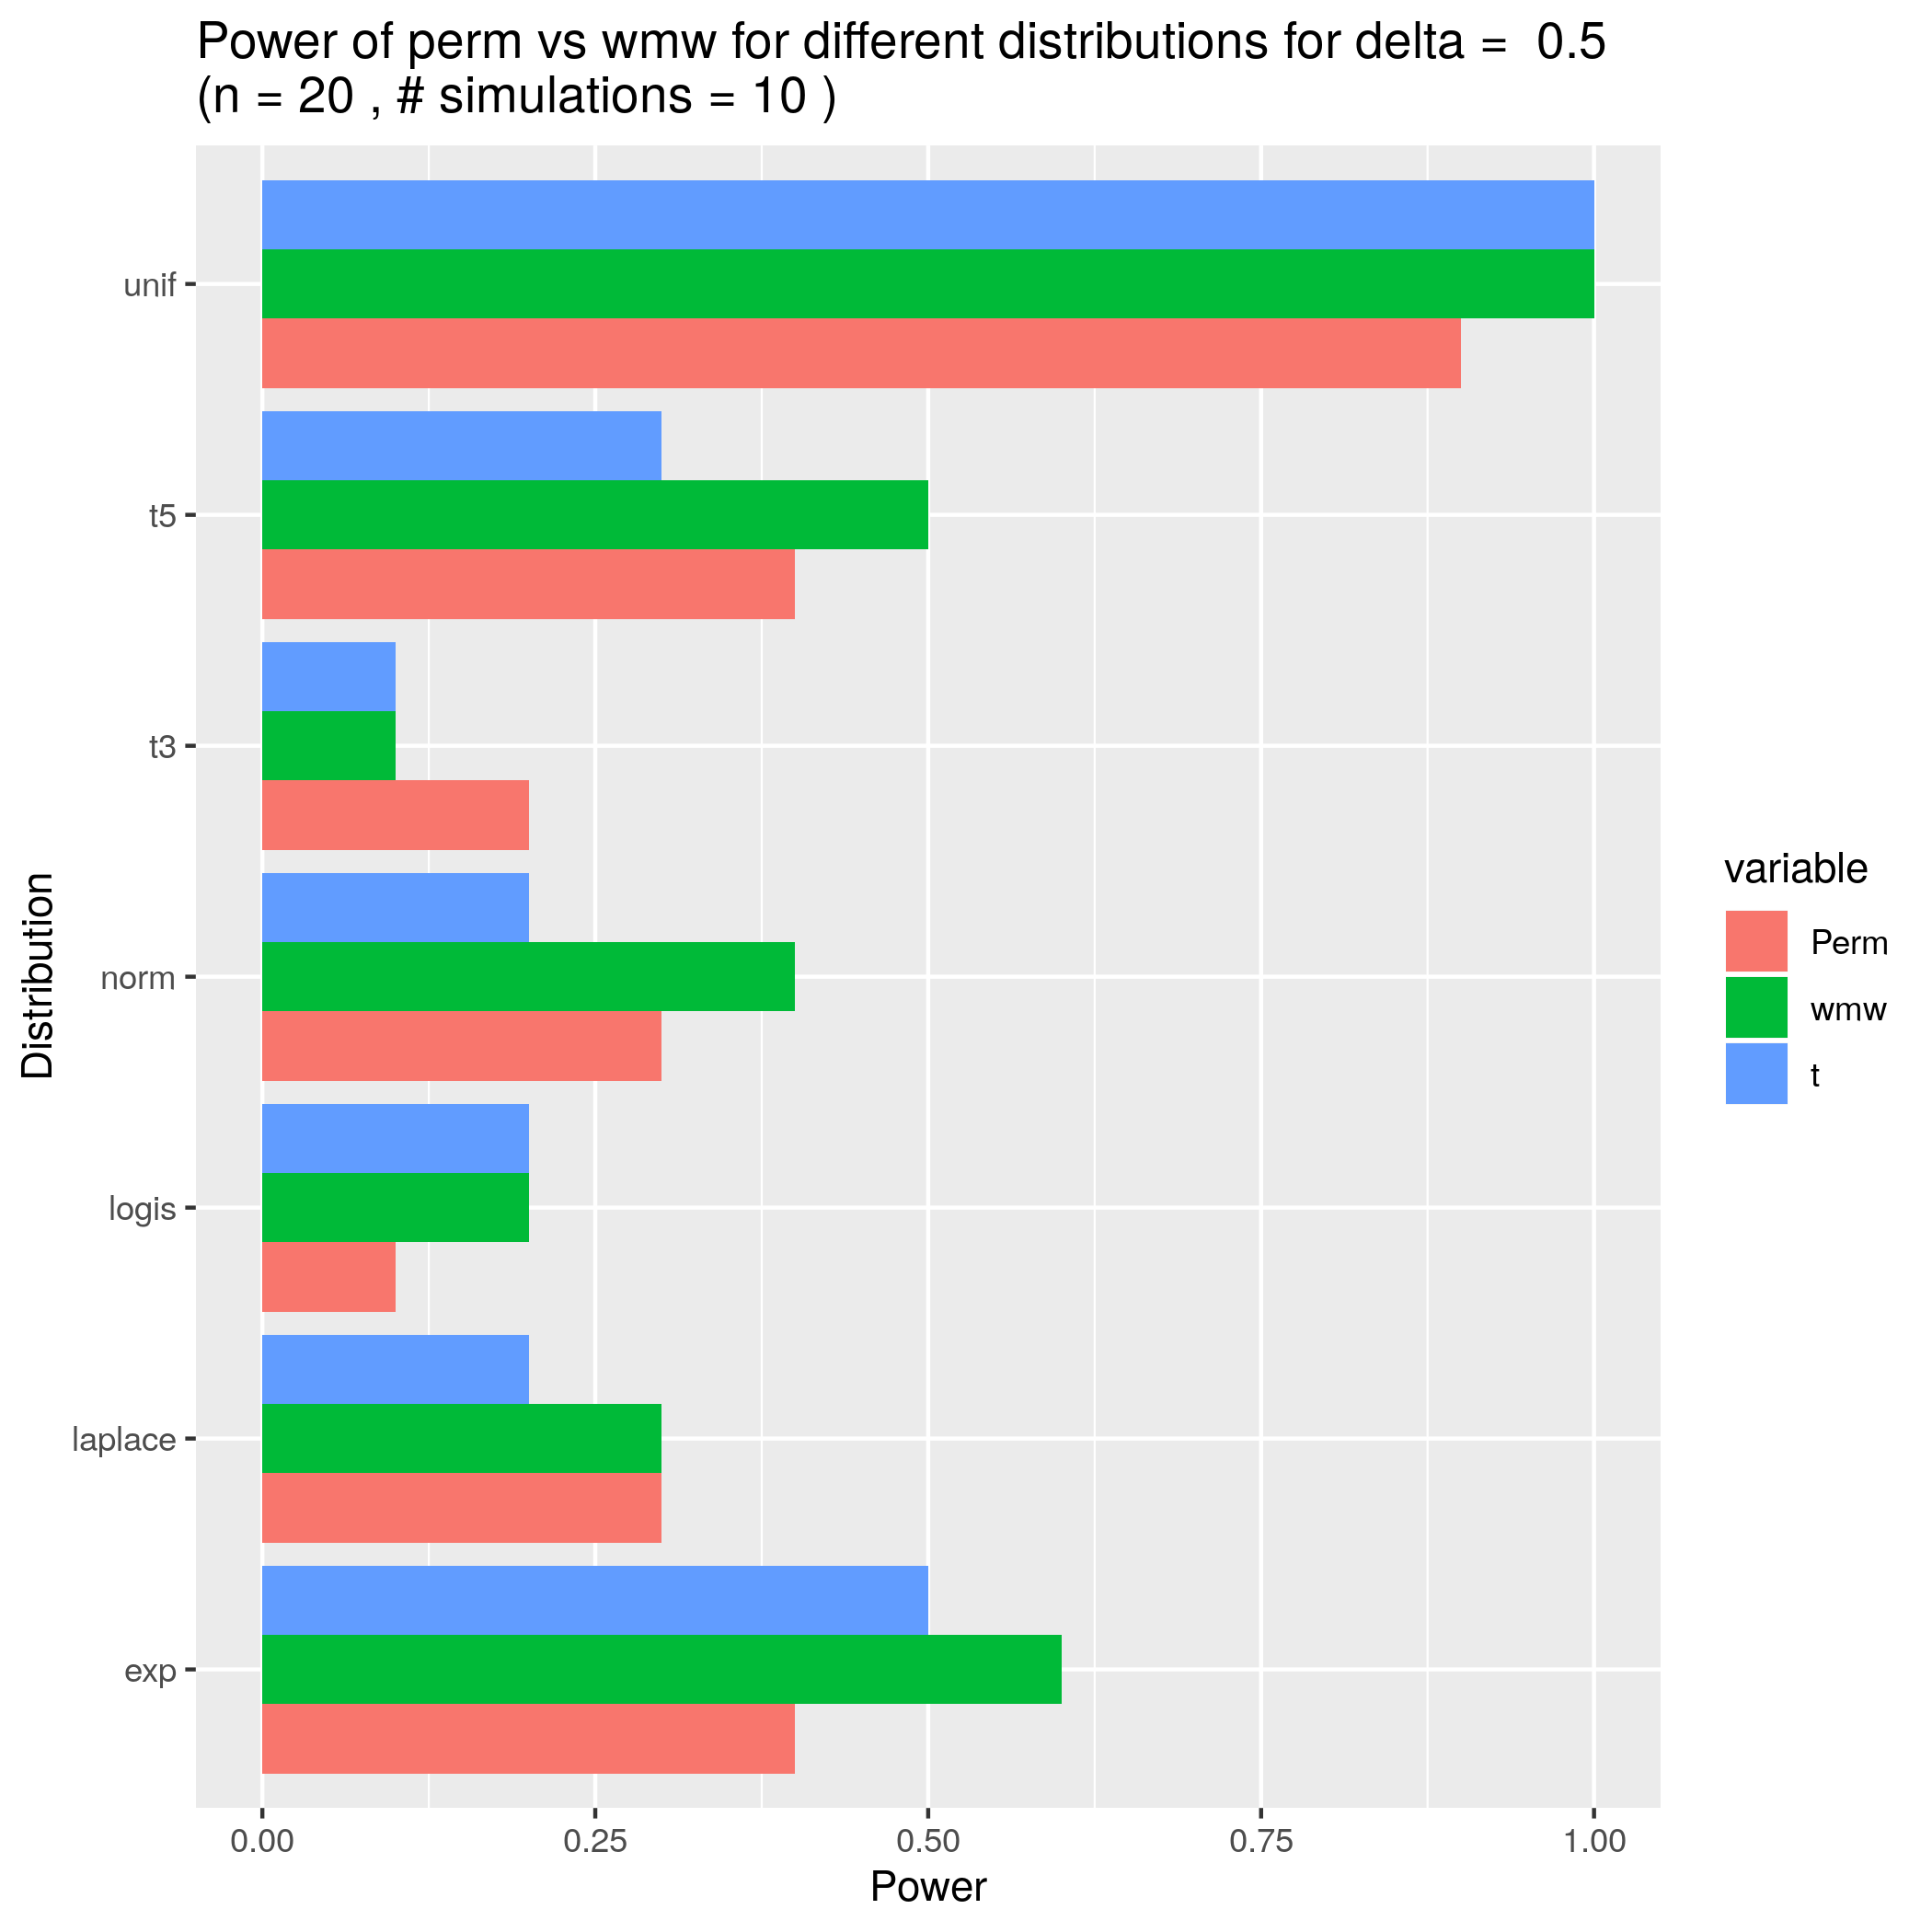 Power of perm vs wmw for different distributions for delta =  0.5
(n = 20 , # simulations = 10 )
unif
t5
t3
norm
logis
laplace
exp
Distribution
0.00 0.25 0.50 0.75 1.00
Power
variable
Perm
wmw
t